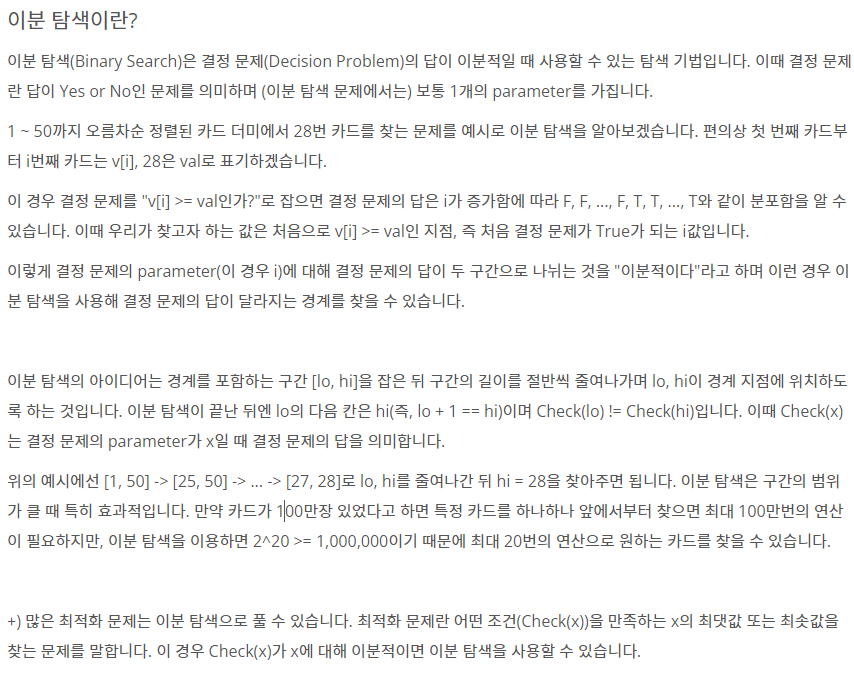 이분 탐색이란?
이분 탐색(Binary Search)은 결정 문제(Decision Problem)의 답이 이분적일 때 사용할 수 있는 탐색 기법입니다. 이때 결정 문제
란 답이 Yes or No인 문제를 의미하며 (이분 탐색 문제에서는) 보통 1개의 parameter를 가집니다.
1 ~ 50까지 오름차순 정렬된 카드 더미에서 28번 카드를 찾는 문제를 예시로 이분 탐색을 알아보겠습니다. 편의상 첫 번째 카드부
터 i번째 카드는 v[i], 28은 val로 표기하겠습니다.
이 경우 결정 문제를 "v[i] >= val인가?"로 잡으면 결정 문제의 답은 i가 증가함에 따라 F, F, ..., F, T, T, ..., T와 같이 분포함을 알 수
있습니다. 이때 우리가 찾고자 하는 값은 처음으로 v[i] >= val인 지점, 즉 처음 결정 문제가 True가 되는 i값입니다.
이렇게 결정 문제의 parameter(이 경우 i)에 대해 결정 문제의 답이 두 구간으로 나뉘는 것을 "이분적이다"라고 하며 이런 경우 이
분 탐색을 사용해 결정 문제의 답이 달라지는 경계를 찾을 수 있습니다.
이분 탐색의 아이디어는 경계를 포함하는 구간 [lo, hi]을 잡은 뒤 구간의 길이를 절반씩 줄여나가며 lo, hi이 경계 지점에 위치하도
록 하는 것입니다. 이분 탐색이 끝난 뒤엔 lo의 다음 칸은 hi(즉, lo + 1 == hi)이며 Check(lo) != Check(hi)입니다. 이때 Check(x)
는 결정 문제의 parameter가 x일 때 결정 문제의 답을 의미합니다.
위의 예시에선 [1, 50] -> [25, 50] -> ... -> [27, 28]로 lo, hi를 줄여나간 뒤 hi = 28을 찾아주면 됩니다. 이분 탐색은 구간의 범위
가 클 때 특히 효과적입니다. 만약 카드가 100만장 있었다고 하면 특정 카드를 하나하나 앞에서부터 찾으면 최대 100만번의 연산
이 필요하지만, 이분 탐색을 이용하면 2^20 >= 1,000,000이기 때문에 최대 20번의 연산으로 원하는 카드를 찾을 수 있습니다.
+) 많은 최적화 문제는 이분 탐색으로 풀 수 있습니다. 최적화 문제란 어떤 조건(Check(x))을 만족하는 x의 최댓값 또는 최솟값을
찾는 문제를 말합니다. 이 경우 Check(x)가 x에 대해 이분적이면 이분 탐색을 사용할 수 있습니다.